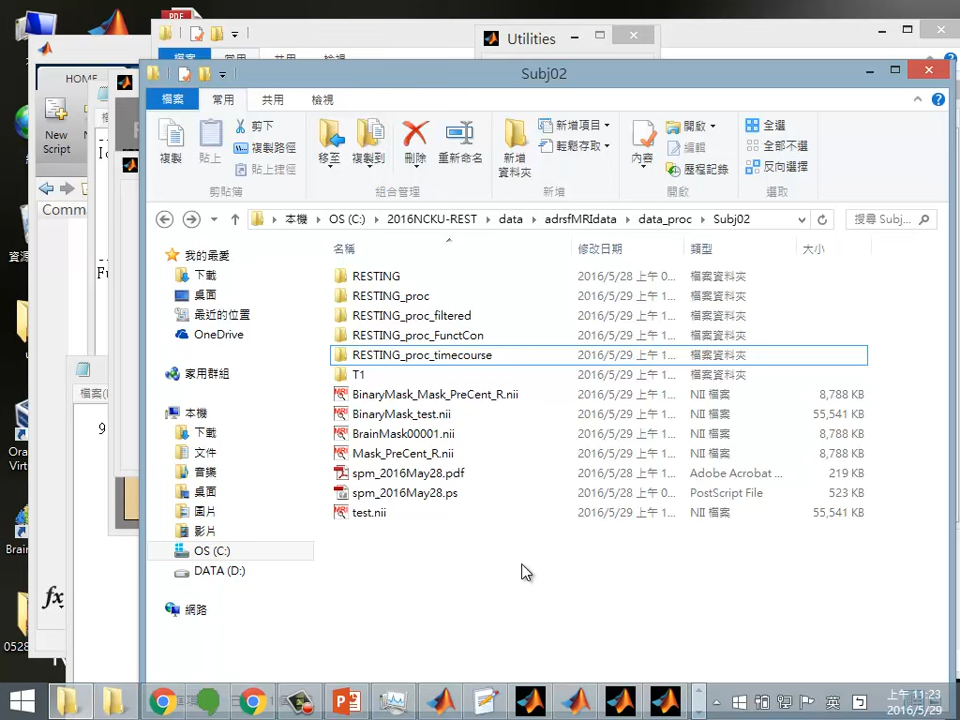 PDF
Utilities
檔案
常用
共用
檢視
HOME
New
Script
Comm
fx
9
檔案(
Subj02
檔案
常用
共用
檢視
複製
貼上
剪下
複製路徑
貼上捷徑
剪貼簿
移至
複製到
刪除
重新命名
組合管理
新增
資料夾
新增項目
輕鬆存取
新增
內容
開啟
編輯
歷程記錄
開啟
全選
全部不選
反向選擇
選取
本機
OS (C:)
2016NCKU-REST
data
adrsfMRIdata
data_proc
Subj02
搜尋 Subj...
名稱
修改日期
類型
大小
我的最愛
下載
桌面
最近的位置
OneDrive
家用群組
本機
下載
文件
音樂
桌面
圖片
影片
OS (C:)
DATA (D:)
網路
RESTING 2016/5/28 上午 0... 檔案資料夾
RESTING_proc 2016/5/29 上午 1... 檔案資料夾
RESTING_proc_filtered 2016/5/29 上午 1... 檔案資料夾
RESTING_proc_FunctCon 2016/5/29 上午 1... 檔案資料夾
RESTING_proc_timecourse 2016/5/29 上午 1... 檔案資料夾
T1 2016/5/29 上午 1... 檔案資料夾
BinaryMask_Mask_PreCent_R.nii 2016/5/29 上午 1... NII 檔案 8,788 KB
BinaryMask_test.nii 2016/5/29 上午 1... NII 檔案 55,541 KB
BrainMask00001.nii 2016/5/29 上午 1... NII 檔案 8,788 KB
Mask_PreCent_R.nii 2016/5/29 上午 1... NII 檔案 8,788 KB
spm_2016May28.pdf 2016/5/28 上午 1... Adobe Acrobat ... 219 KB
spm_2016May28.ps 2016/5/28 上午 0... PostScript File 523 KB
test.nii 2016/5/29 上午 1... NII 檔案 55,541 KB
英
上午 11:23
2016/5/29